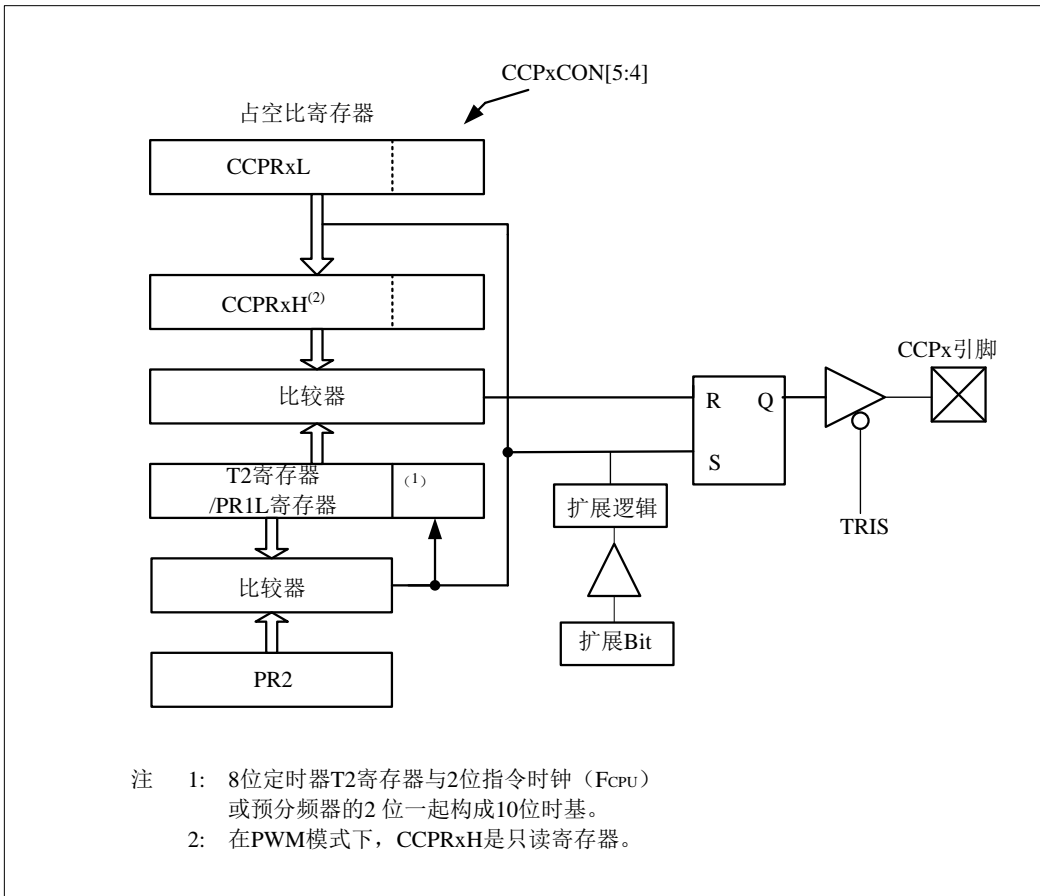 CCPxCON[5:4]
占空比寄存器
CCPRxL
CCPRxH(2)
CCPx引脚
比较器
R Q
S
T2寄存器
/PR1L寄存器
(1)
扩展逻辑
TRIS
比较器
扩展Bit
PR2
注 1: 8位定时器T2寄存器与2位指令时钟（FCPU）
或预分频器的2 位一起构成10位时基。
2: 在PWM模式下，CCPRxH是只读寄存器。